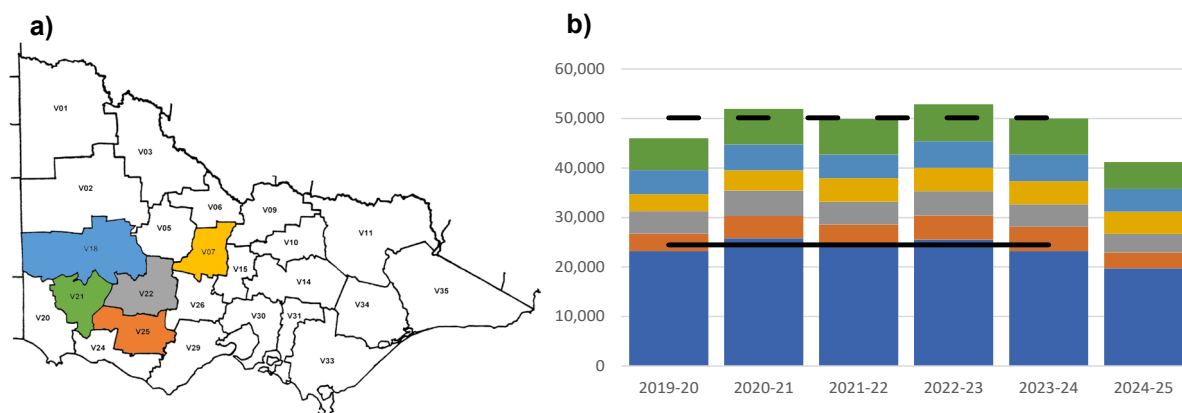 a)
V01
V03
V02
V06
V09
V05
V11
V10
V18
V07
V15
V14
V35
V21
V22
V26
V34
V20
V30
V31
V25
V24
V29
V33
b)
60,000
50,000
40,000
30,000
20,000
10,000
0
2019-20 2020-21 2021-22 2022-23 2023-24 2024-25